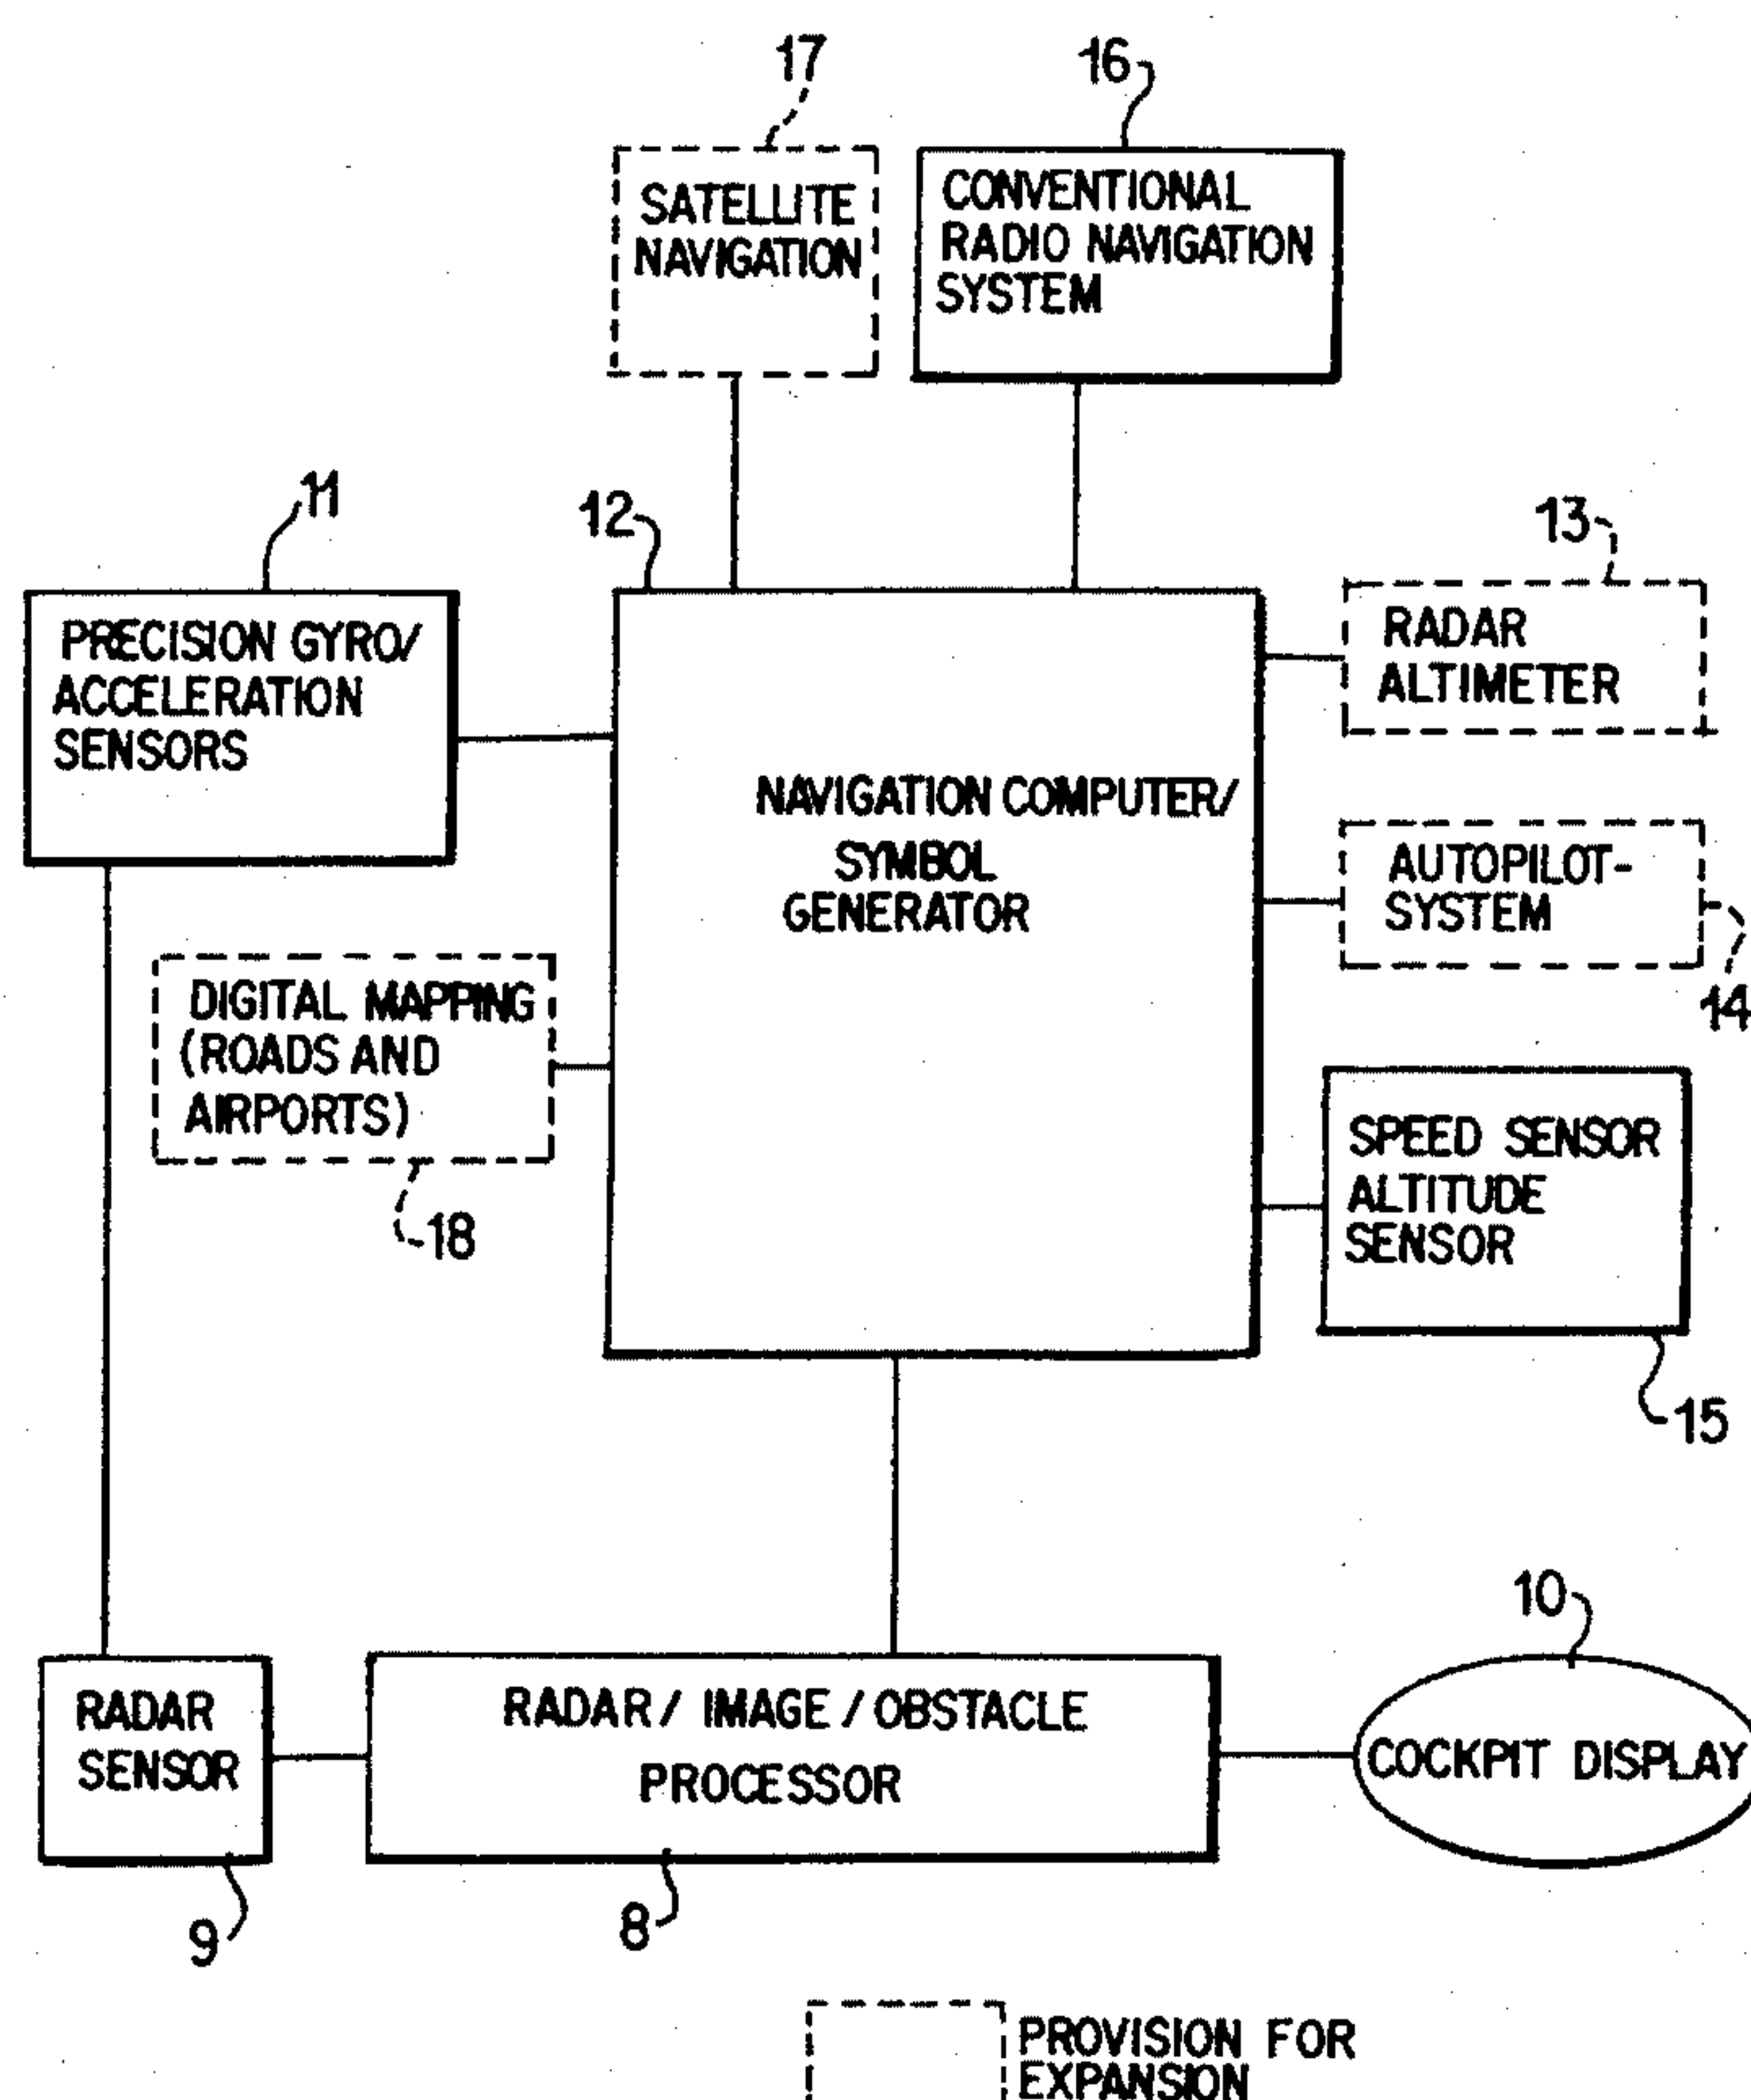 17
16
SATELLITE
NAVIGATION
CONVENTIONAL
RADIO NAVIGATION
SYSTEM
11
12
13
PRECISION GYRO/
ACCELERATION
SENSORS
RADAR
ALTIMETER
NAVIGATION COMPUTER/
SYMBOL
GENERATOR
AUTOPILOT-
SYSTEM
14
DIGITAL MAPPING
(ROADS AND
AIRPORTS)
18
SPEED SENSOR
ALTITUDE
SENSOR
15
10
RADAR
SENSOR
RADAR / IMAGE / OBSTACLE
PROCESSOR
COCKPIT DISPLAY
9
8
PROVISION FOR
EXPANSION